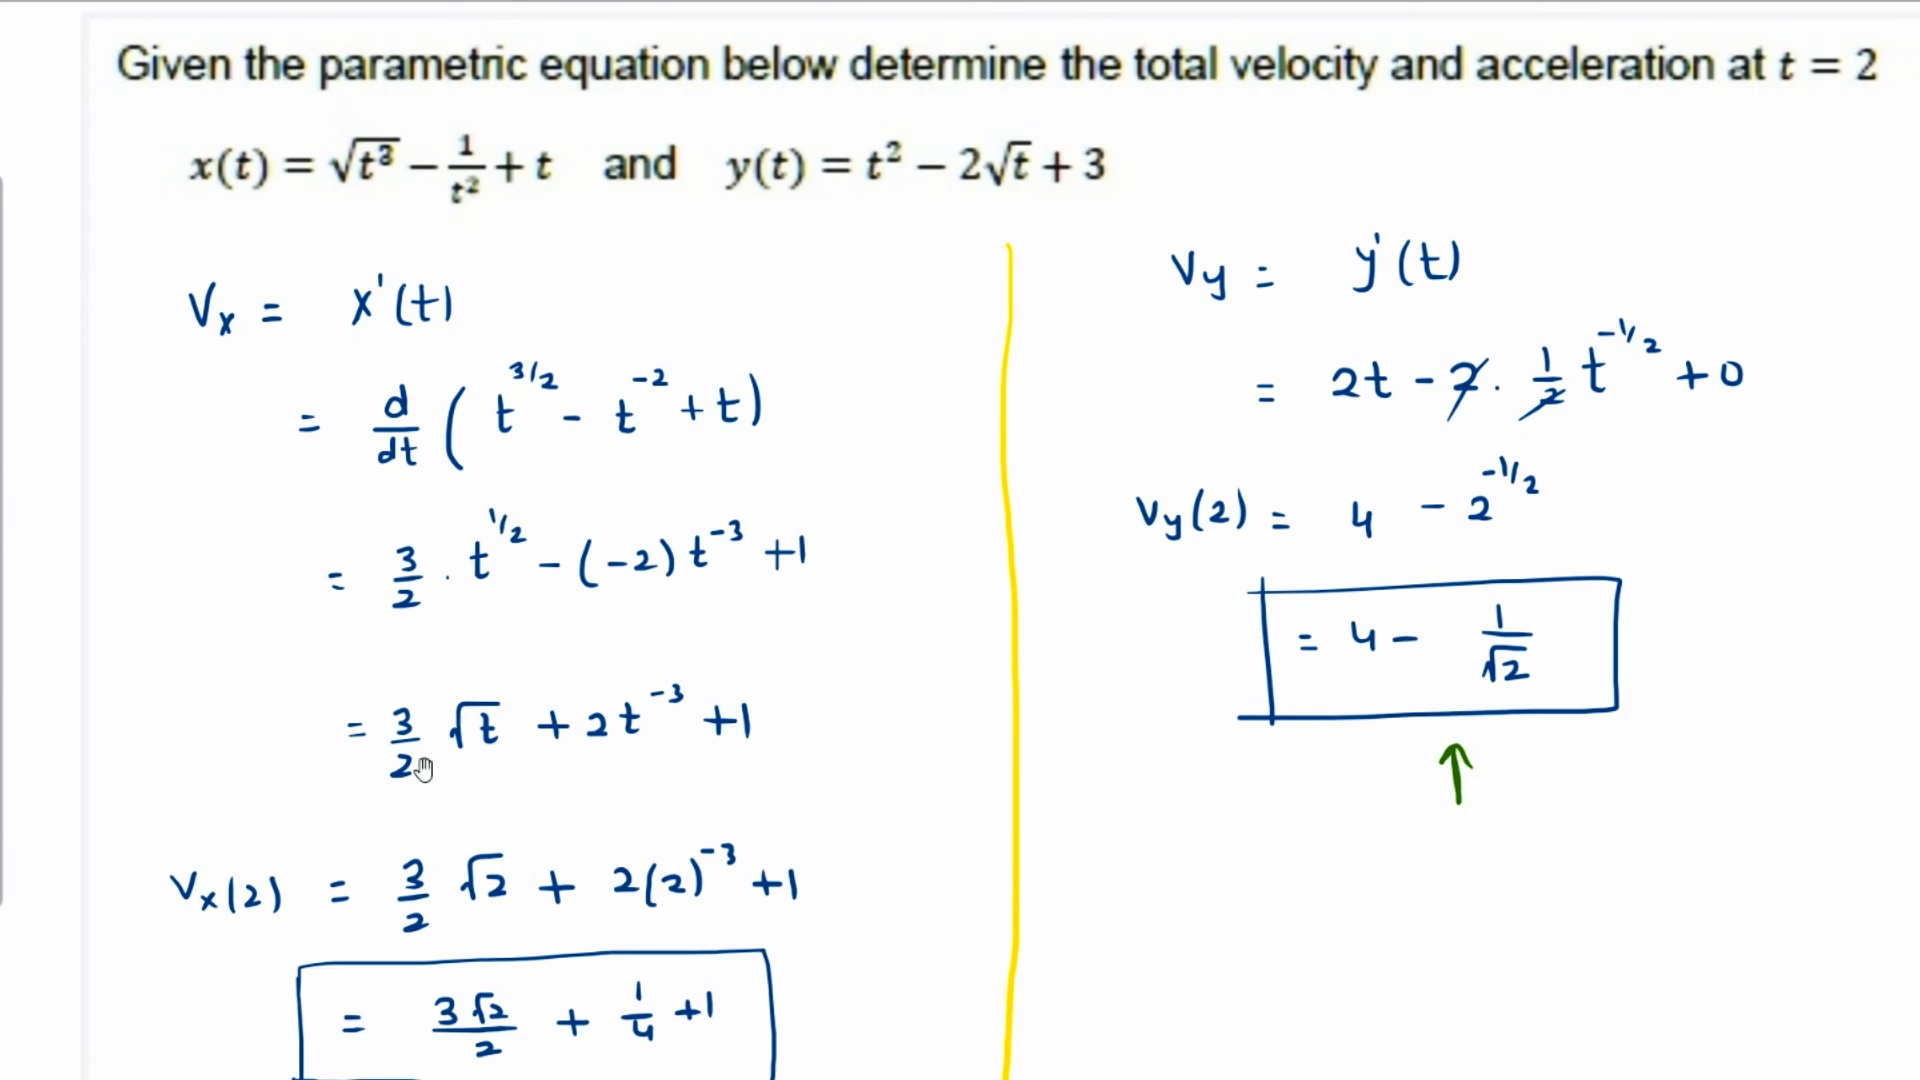 Given the parametric equation below determine the total velocity and acceleration at t = 2
x(t) = √t³ − 1/t² + t and y(t) = t² − 2√t + 3
Vx = x'(t)
= d/dt ( t^3/2 - t^-2 + t)
= 3/2 · t^1/2 - (-2) t^-3 + 1
= 3/2 √t + 2t^-3 + 1
Vx(2) = 3/2 √2 + 2(2)^-3 + 1
= 3√2/2 + 1/4 + 1
Vy = y'(t)
= 2t - 2 · 1/2 t^-1/2 + 0
Vy(2) = 4 - 2^-1/2
= 4 - 1/√2